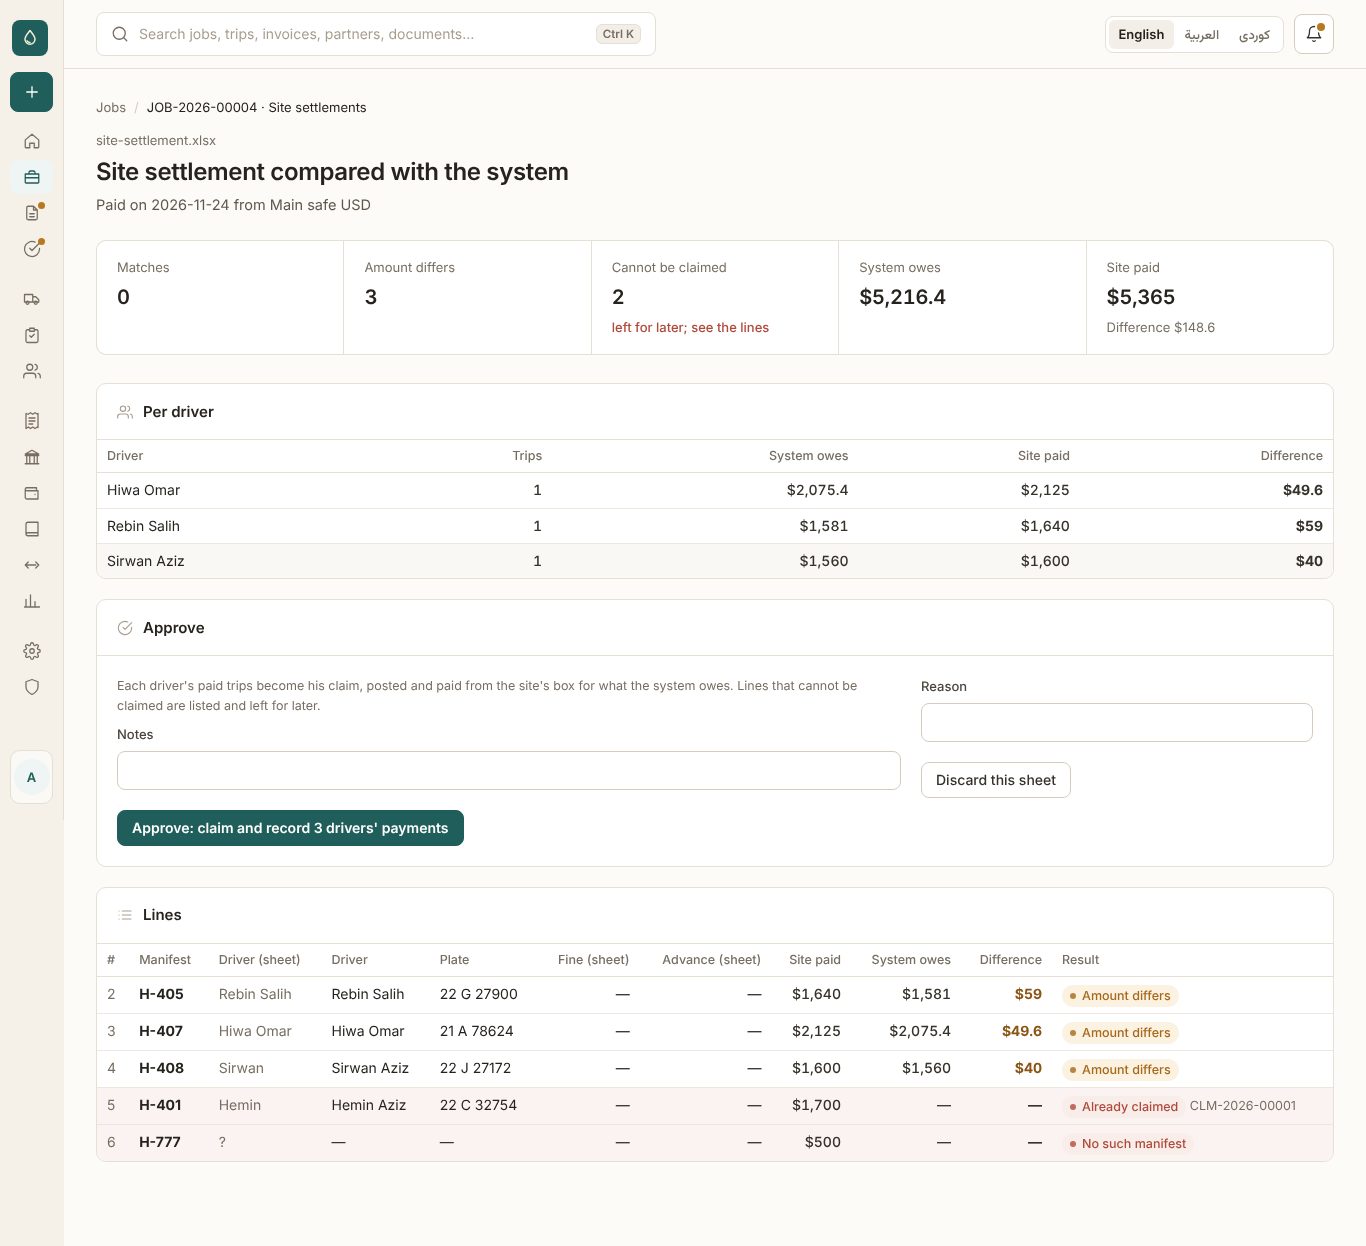 Search jobs, trips, invoices, partners, documents...
Ctrl K
English
العربية
كوردی
Jobs / JOB-2026-00004 · Site settlements
site-settlement.xlsx
Site settlement compared with the system
Paid on 2026-11-24 from Main safe USD
Matches
0
Amount differs
3
Cannot be claimed
2
left for later; see the lines
System owes
$5,216.4
Site paid
$5,365
Difference $148.6
Per driver
Driver Trips System owes Site paid Difference
Hiwa Omar 1 $2,075.4 $2,125 $49.6
Rebin Salih 1 $1,581 $1,640 $59
Sirwan Aziz 1 $1,560 $1,600 $40
Approve
Each driver's paid trips become his claim, posted and paid from the site's box for what the system owes. Lines that cannot be
claimed are listed and left for later.
Notes
Approve: claim and record 3 drivers' payments
Reason
Discard this sheet
A
Lines
# Manifest Driver (sheet) Driver Plate Fine (sheet) Advance (sheet) Site paid System owes Difference Result
2 H-405 Rebin Salih Rebin Salih 22 G 27900 — — $1,640 $1,581 $59 Amount differs
3 H-407 Hiwa Omar Hiwa Omar 21 A 78624 — — $2,125 $2,075.4 $49.6 Amount differs
4 H-408 Sirwan Sirwan Aziz 22 J 27172 — — $1,600 $1,560 $40 Amount differs
5 H-401 Hemin Hemin Aziz 22 C 32754 — — $1,700 — — Already claimed CLM-2026-00001
6 H-777 ? — — — — $500 — — No such manifest